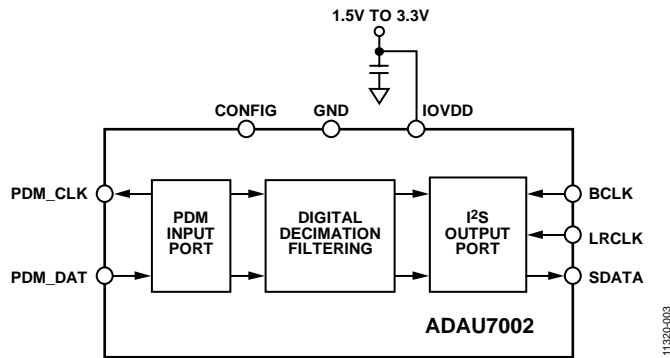 1.5V TO 3.3V
CONFIG
GND
IOVDD
PDM_CLK
PDM_DAT
PDM
INPUT
PORT
DIGITAL
DECIMATION
FILTERING
I²S
OUTPUT
PORT
BCLK
LRCLK
SDATA
ADAU7002
11320-003